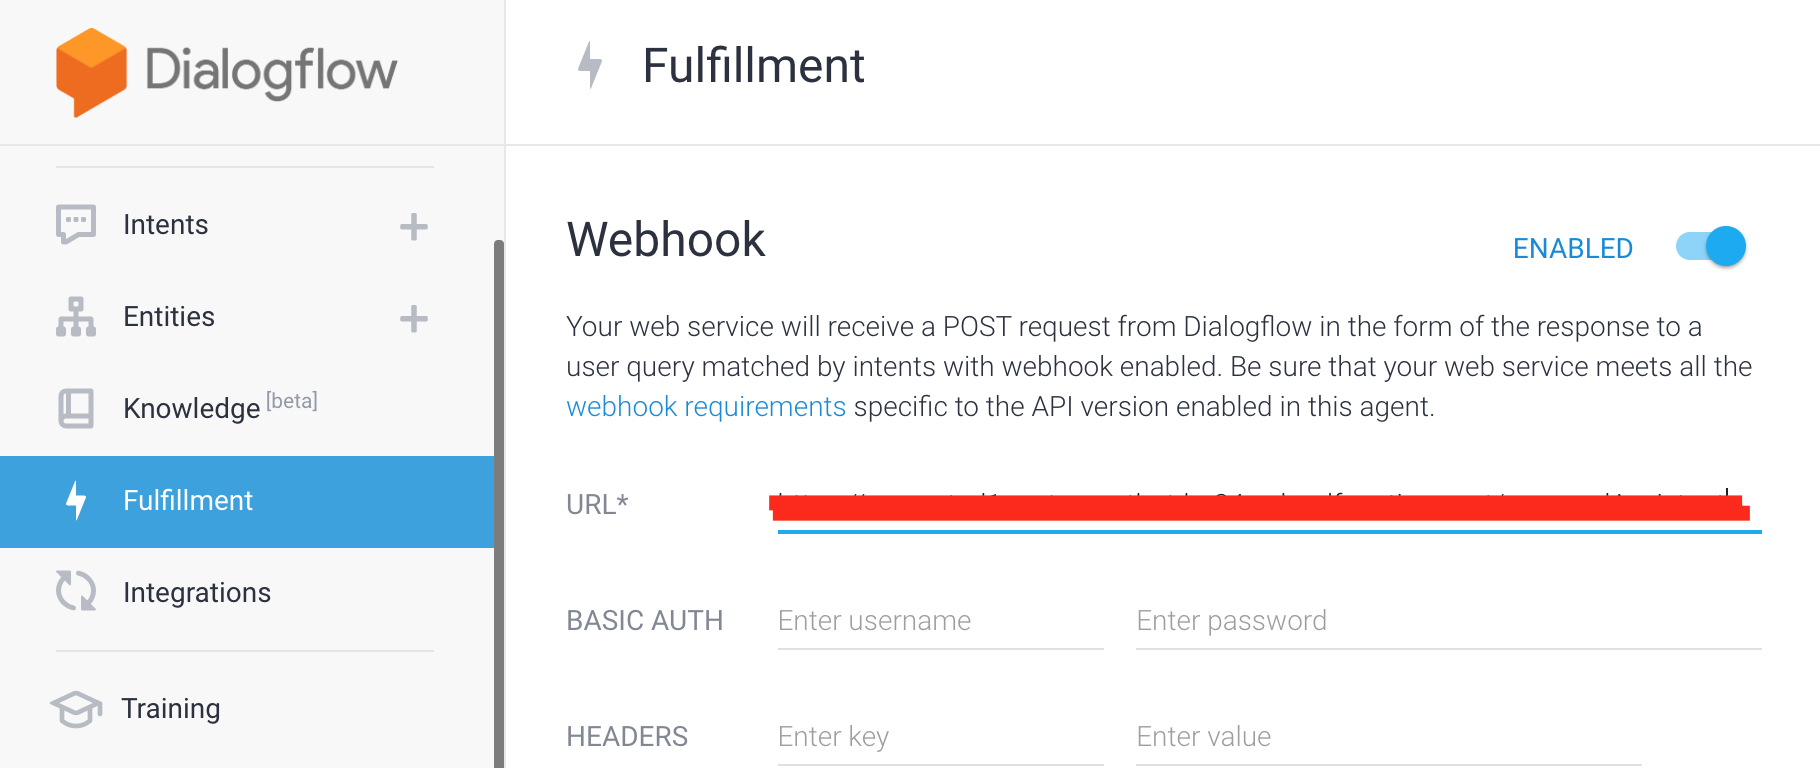 Dialogflow
Intents
Entities
Knowledge [beta]
Fulfillment
Integrations
Training
Fulfillment
Webhook
ENABLED
Your web service will receive a POST request from Dialogflow in the form of the response to a
user query matched by intents with webhook enabled. Be sure that your web service meets all the
webhook requirements specific to the API version enabled in this agent.
URL*
BASIC AUTH Enter username Enter password
HEADERS Enter key Enter value